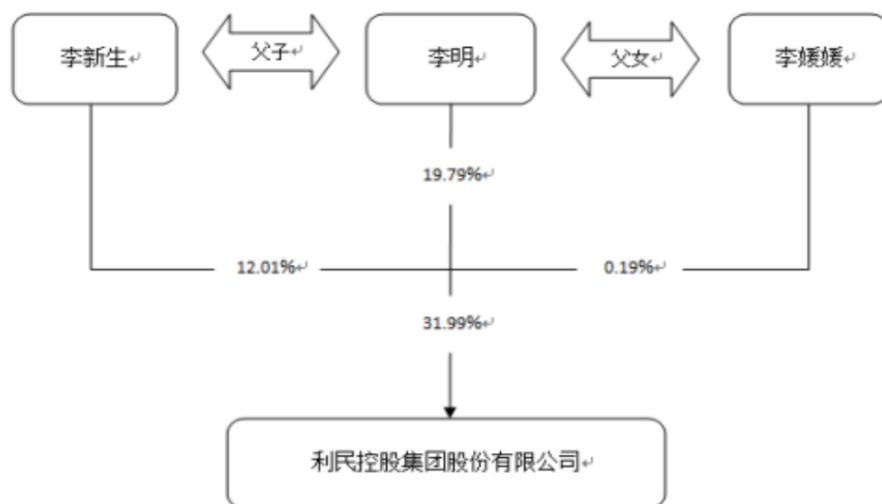 李新生
父子
李明
父女
李媛媛
19.79%
12.01%
0.19%
31.99%
利民控股集团股份有限公司